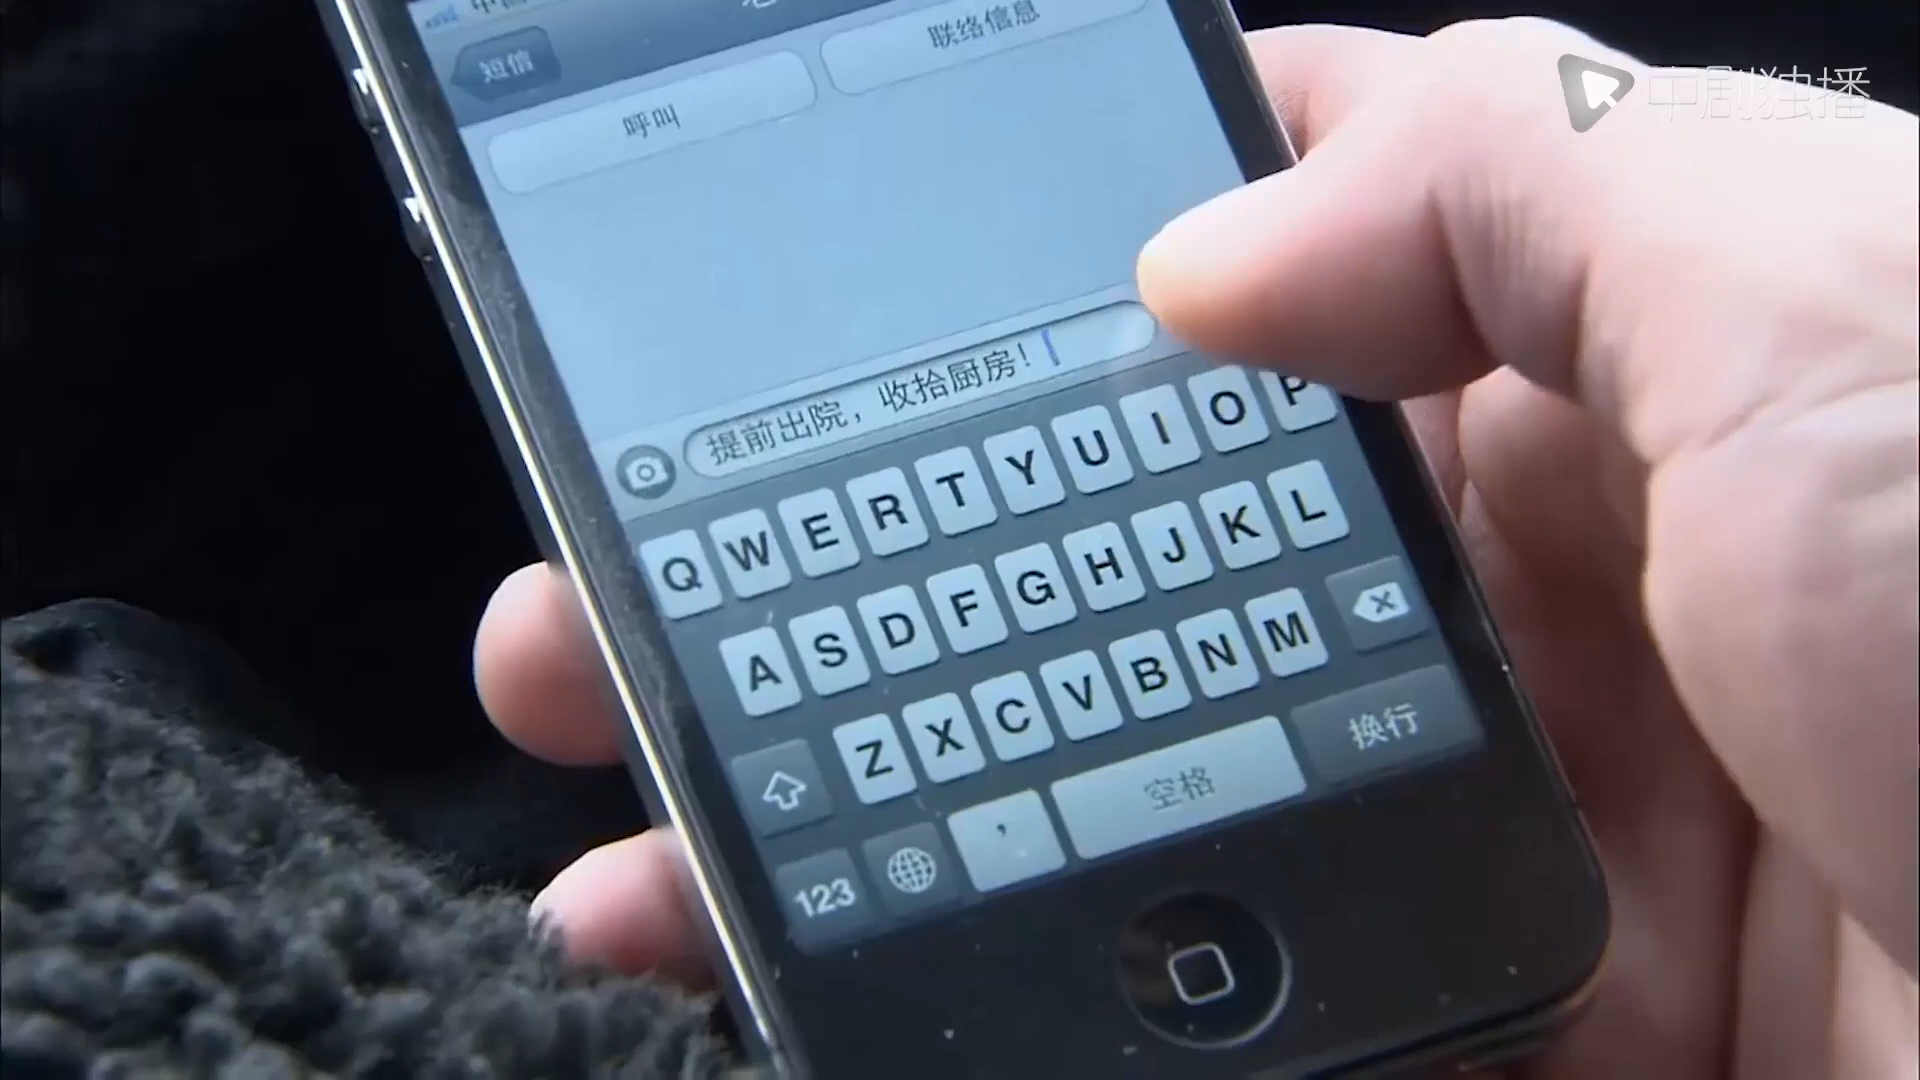 中剧独播
短信
呼叫
联络信息
提前出院，收拾厨房！
Q W E R T Y U I O P
A S D F G H J K L
Z X C V B N M
123
,
空格
换行